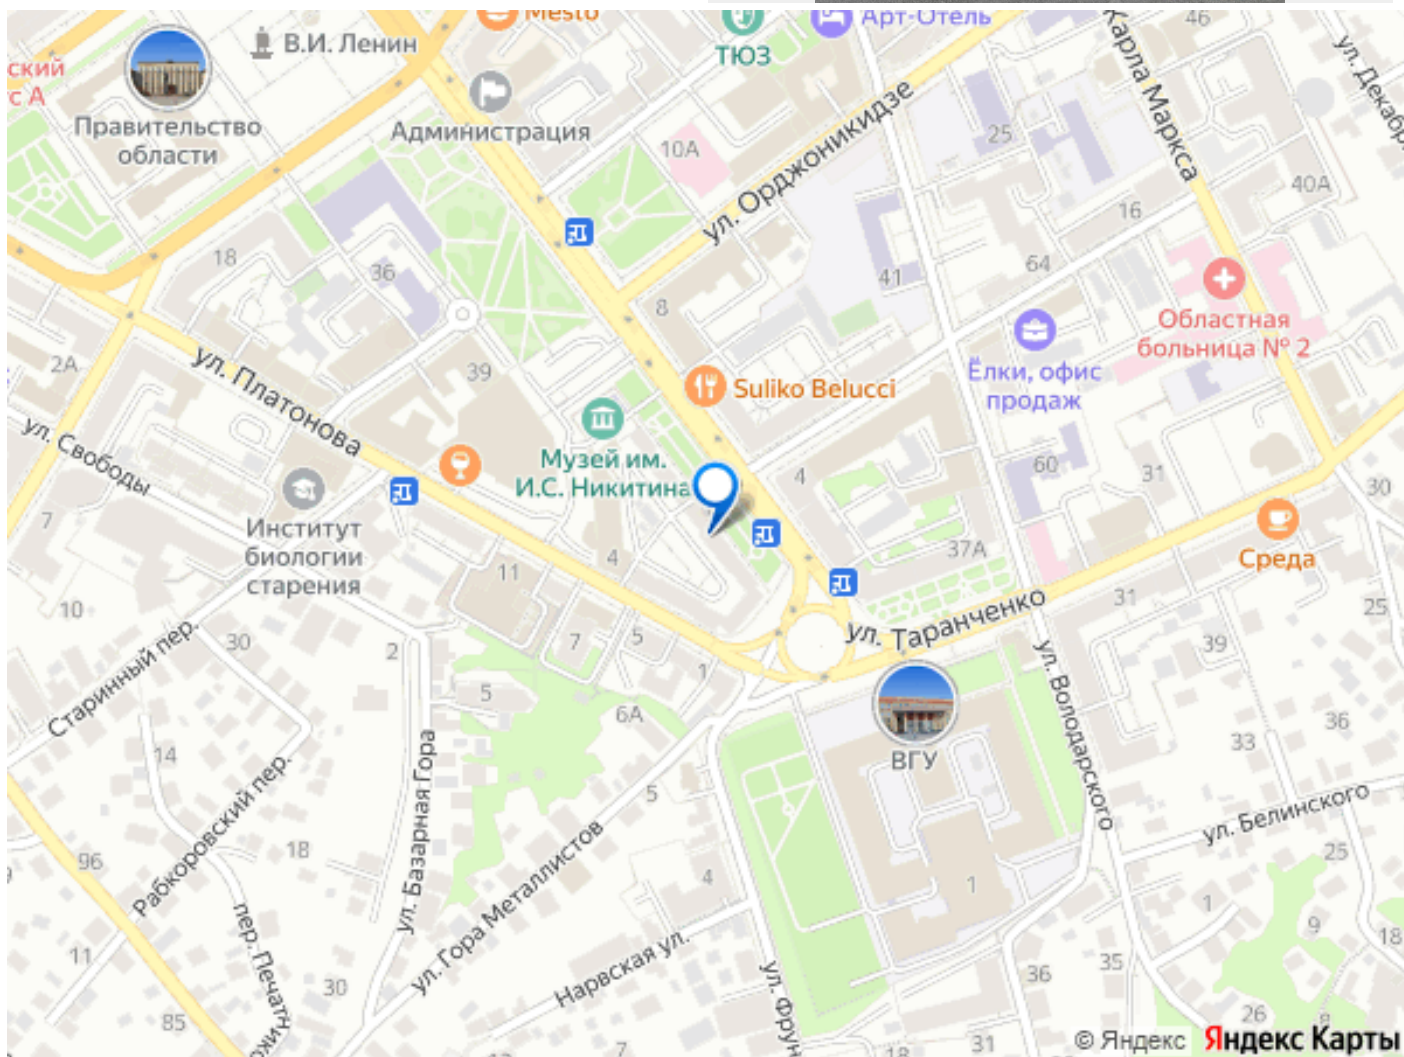 Mesto
ТЮЗ
Арт-Отель
46
Карла Маркса
В.И. Ленин
ский
с А
Правительство
области
Администрация
10А
ул. Орджоникидзе
25
16
40А
18
36
8
41
64
Областная
больница № 2
2А
ул. Платонова
39
Suliko Belucci
Ёлки, офис
продаж
ул. Свободы
Музей им.
И.С. Никитина
4
60
31
30
7
Институт
биологии
старения
4
11
37А
Среда
10
30
Старинный пер.
2
7
5
1
ул. Таранченко
31
25
39
5
6А
ул. Володарского
36
33
14
ВГУ
5
ул. Базарная Гора
Рабкоровский пер.
18
96
ул. Гора Металлистов
4
1
ул. Белинского
25
1
9
18
11
пер. Печатн
30
Нарвская ул.
ул. Фрун
36
35
26
8
85
7
18
31
© Яндекс
Яндекс Карты